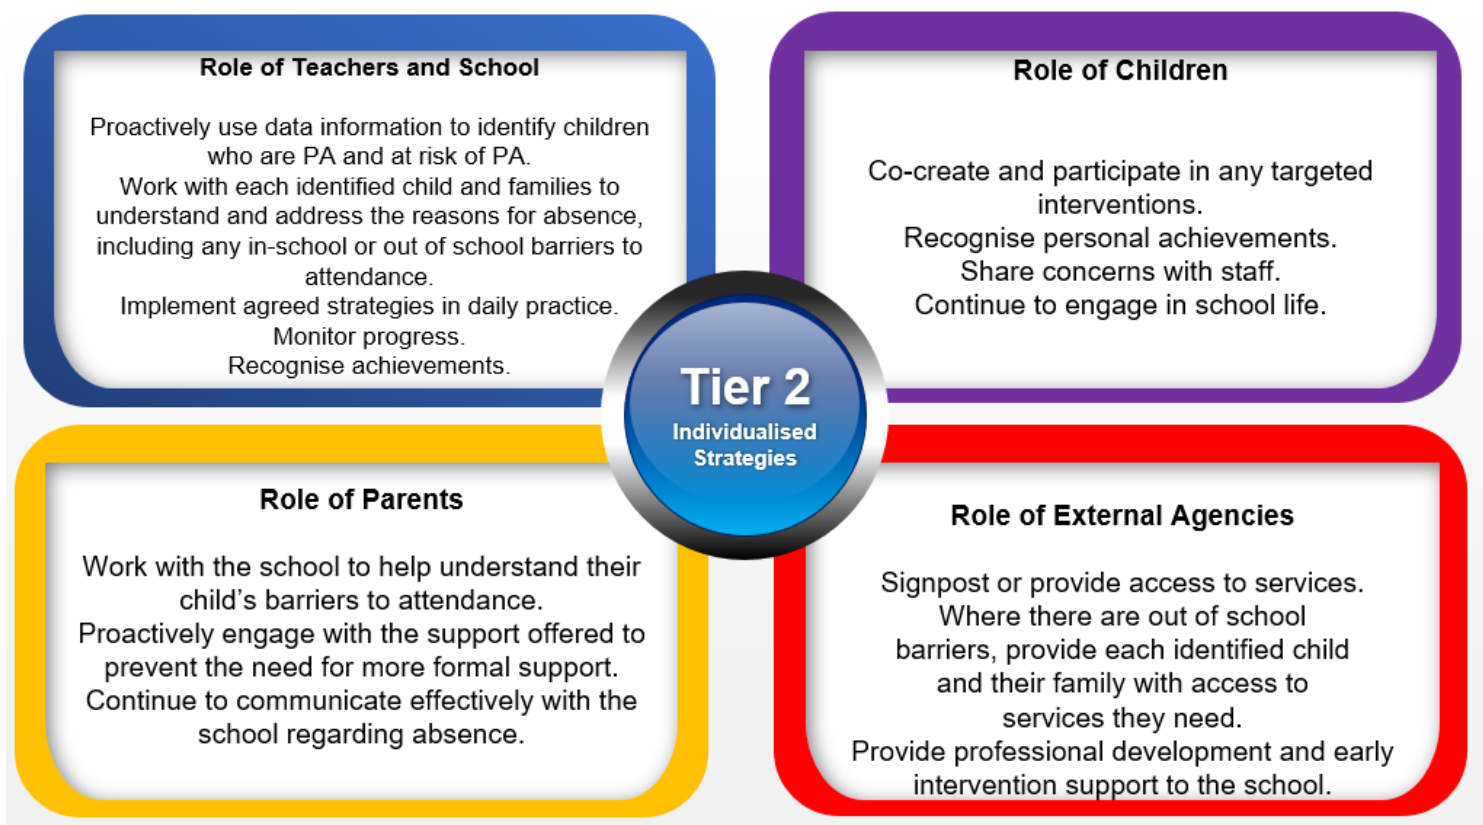 Role of Teachers and School
Proactively use data information to identify children
who are PA and at risk of PA.
Work with each identified child and families to
understand and address the reasons for absence,
including any in-school or out of school barriers to
attendance.
Implement agreed strategies in daily practice.
Monitor progress.
Recognise achievements.
Role of Children
Co-create and participate in any targeted
interventions.
Recognise personal achievements.
Share concerns with staff.
Continue to engage in school life.
Tier 2
Individualised
Strategies
Role of Parents
Work with the school to help understand their
child’s barriers to attendance.
Proactively engage with the support offered to
prevent the need for more formal support.
Continue to communicate effectively with the
school regarding absence.
Role of External Agencies
Signpost or provide access to services.
Where there are out of school
barriers, provide each identified child
and their family with access to
services they need.
Provide professional development and early
intervention support to the school.